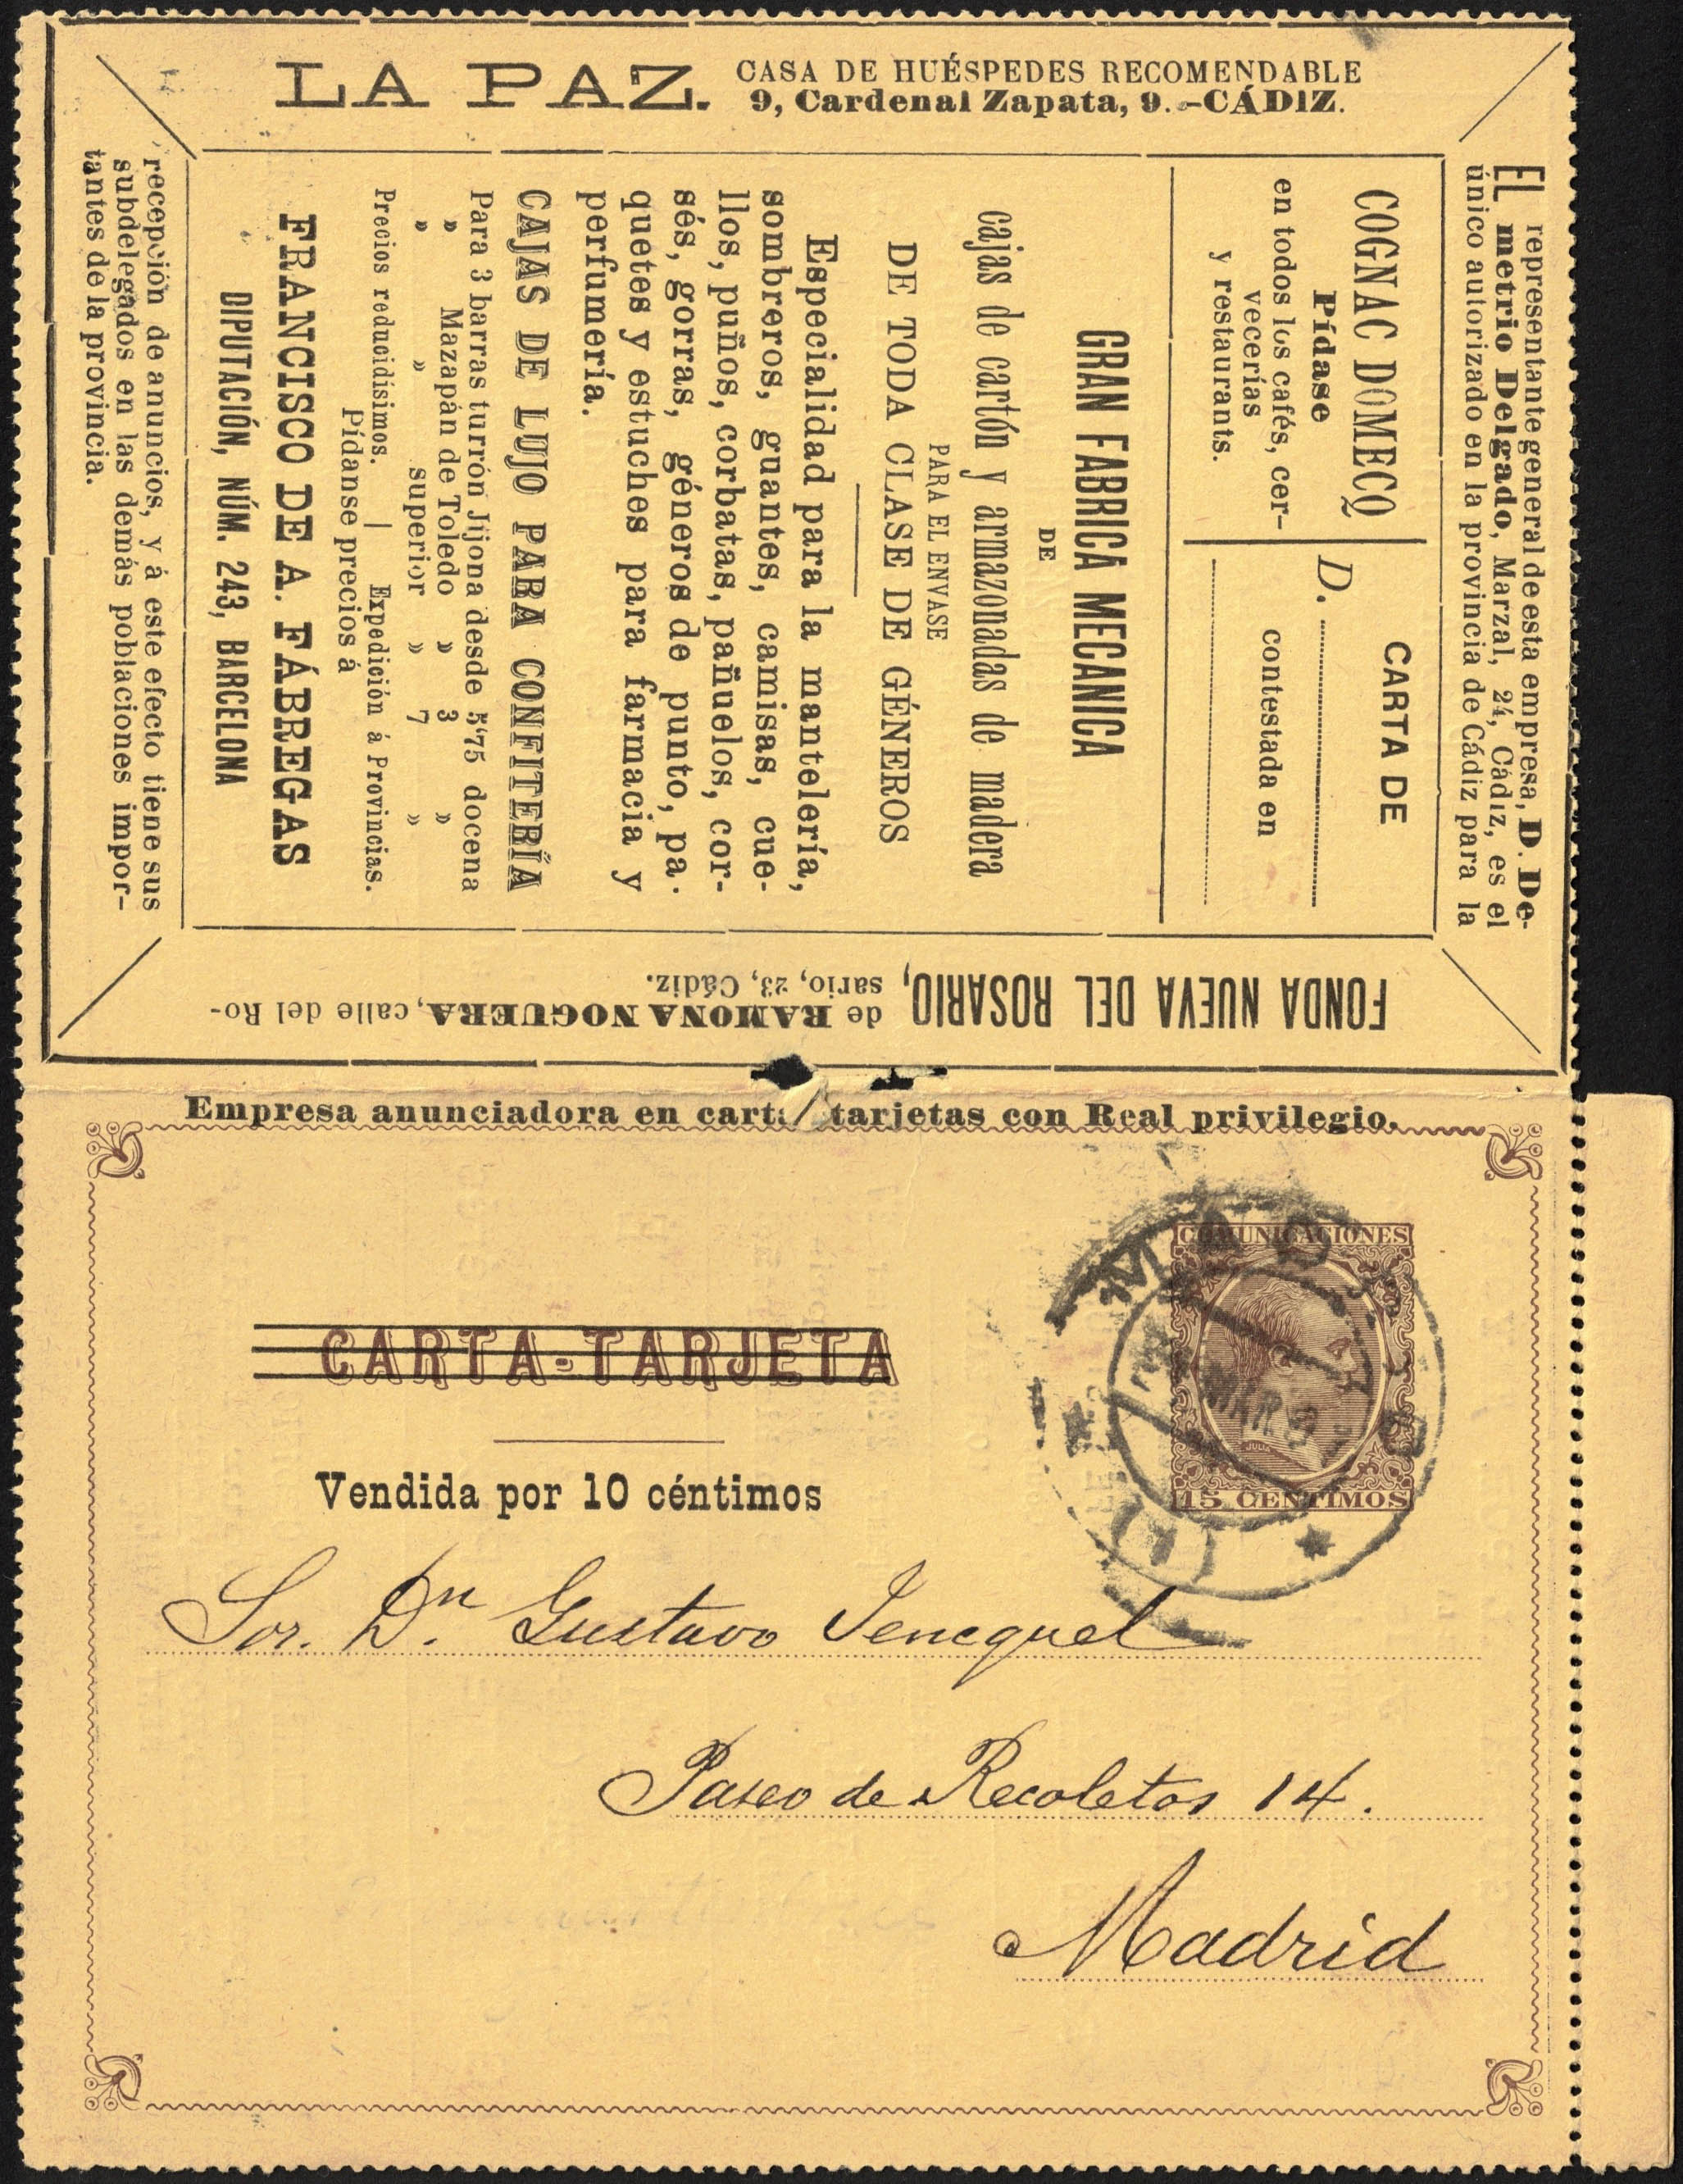 LA PAZ.
CASA DE HUÉSPEDES RECOMENDABLE
9, Cardenal Zapata, 9.-CÁDIZ.
EL representante general de esta empresa, D. De-
metrio Delgado, Marzal, 24, Cádiz, es el
único autorizado en la provincia de Cádiz para la
COGNAC DOMECQ
Pídase
en todos los cafés, cer-
vecerías
y restaurants.
CARTA DE
D.
contestada en
GRAN FABRICA MECANICA
DE
cajas de cartón y armazonadas de madera
PARA EL ENVASE
DE TODA CLASE DE GÉNEROS
Especialidad para la mantelería,
sombreros, guantes, camisas, cue-
llos, puños, corbatas, pañuelos, cor-
sés, gorras, géneros de punto, pa-
quetes y estuches para farmacia y
perfumería.
CAJAS DE LUJO PARA CONFITERÍA
Para 3 barras turrón Jijona desde 5'75 docena
» Mazapán de Toledo » 3 »
» » superior » 7 »
Precios reducidísimos. | Expedición á Provincias.
Pídanse precios á
FRANCISCO DE A. FÁBREGAS
DIPUTACIÓN, NÚM. 243, BARCELONA
recepción de anuncios, y á este efecto tiene sus
subdelegados en las demás poblaciones impor-
tantes de la provincia.
FONDA NUEVA DEL ROSARIO,
de RAMONA NOGUERA, calle del Ro-
sario, 23, Cádiz.
Empresa anunciadora en carta tarjetas con Real privilegio.
COMUNICACIONES
JULIA
15 CENTIMOS
MAR
CARTA-TARJETA
Vendida por 10 céntimos
Sor. Dn. Gustavo Jenequel
Paseo de Recoletos 14.
Madrid